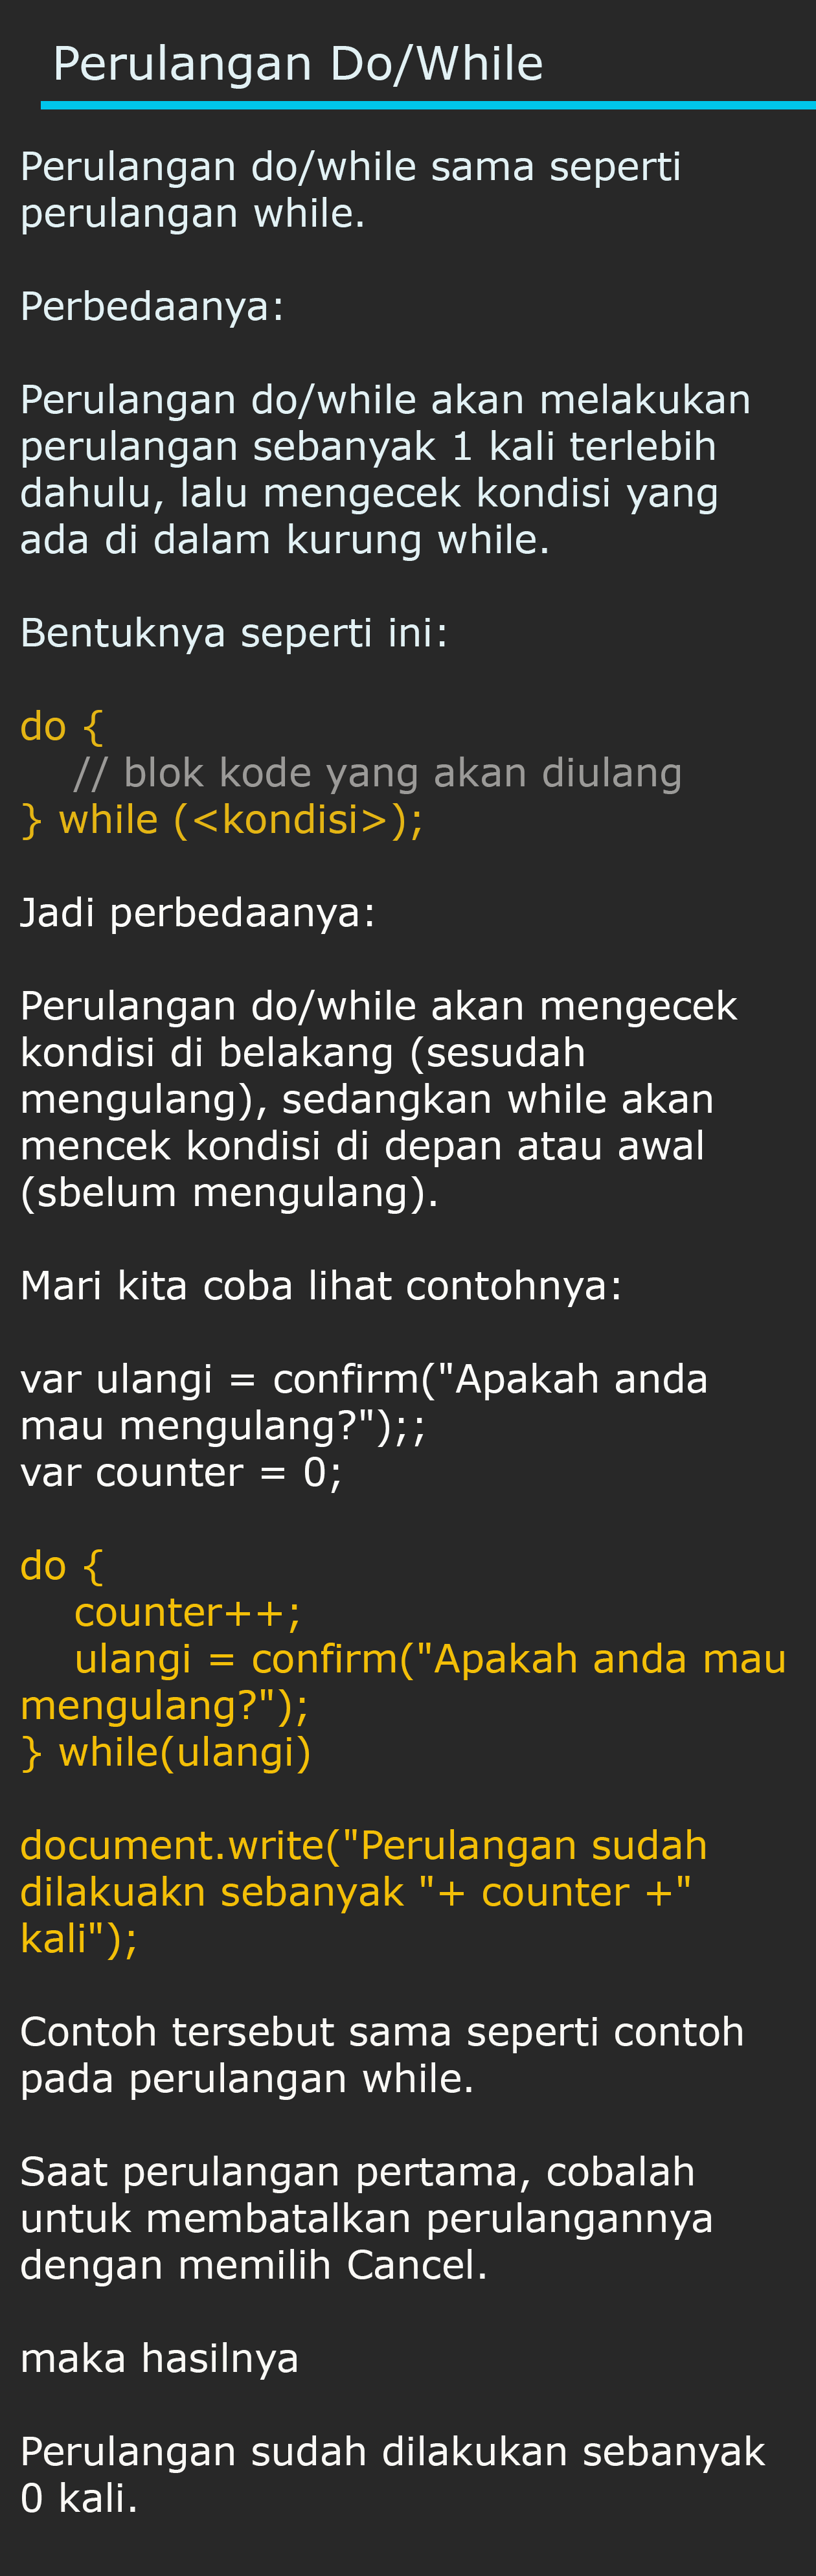 Perulangan Do/While
Perulangan do/while sama seperti
perulangan while.
Perbedaanya:
Perulangan do/while akan melakukan
perulangan sebanyak 1 kali terlebih
dahulu, lalu mengecek kondisi yang
ada di dalam kurung while.
Bentuknya seperti ini:
do {
// blok kode yang akan diulang
} while (<kondisi>);
Jadi perbedaanya:
Perulangan do/while akan mengecek
kondisi di belakang (sesudah
mengulang), sedangkan while akan
mencek kondisi di depan atau awal
(sbelum mengulang).
Mari kita coba lihat contohnya:
var ulangi = confirm("Apakah anda
mau mengulang?");;
var counter = 0;
do {
counter++;
ulangi = confirm("Apakah anda mau
mengulang?");
} while(ulangi)
document.write("Perulangan sudah
dilakuakn sebanyak "+ counter +"
kali");
Contoh tersebut sama seperti contoh
pada perulangan while.
Saat perulangan pertama, cobalah
untuk membatalkan perulangannya
dengan memilih Cancel.
maka hasilnya
Perulangan sudah dilakukan sebanyak
0 kali.